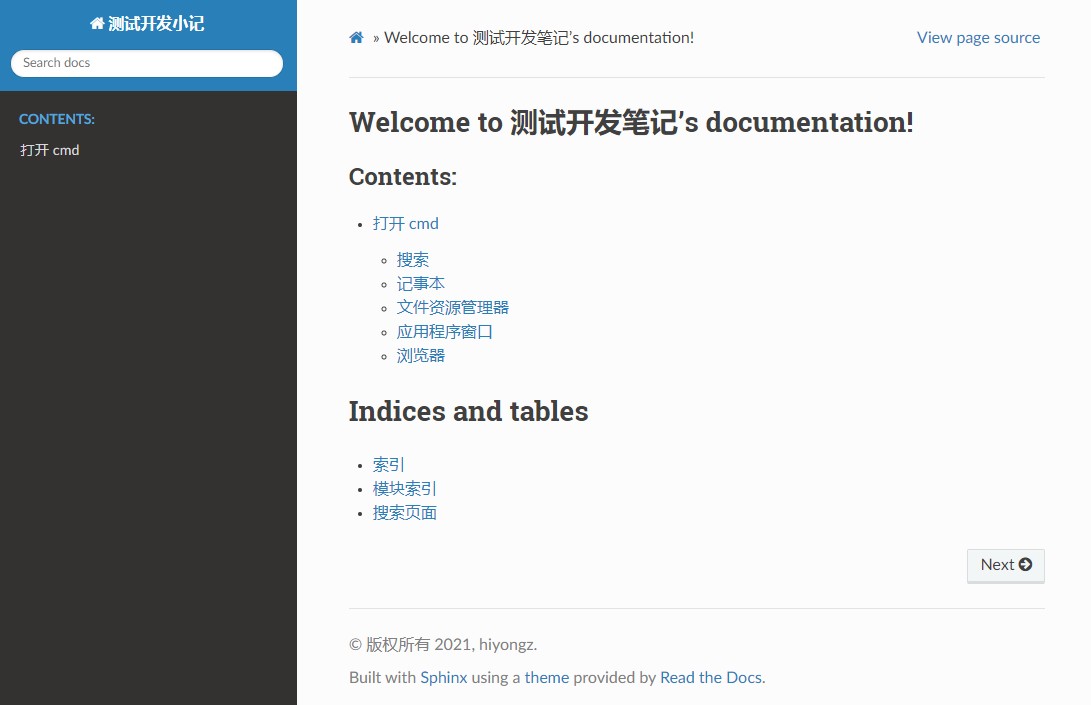 测试开发小记
Search docs
CONTENTS:
打开 cmd
» Welcome to 测试开发笔记’s documentation!
View page source
Welcome to 测试开发笔记’s documentation!
Contents:
打开 cmd
搜索
记事本
文件资源管理器
应用程序窗口
浏览器
Indices and tables
索引
模块索引
搜索页面
Next
© 版权所有 2021, hiyongz.
Built with Sphinx using a theme provided by Read the Docs.